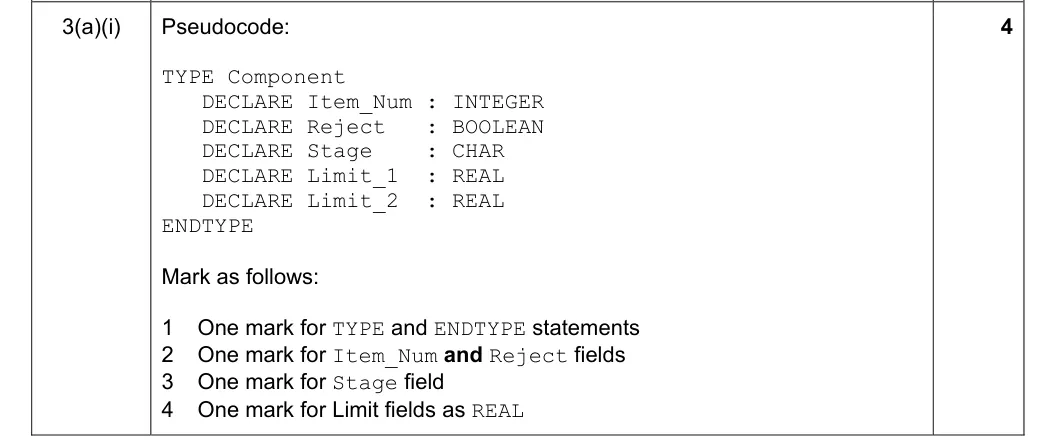 3(a)(i) Pseudocode: 4
TYPE Component
DECLARE Item_Num : INTEGER
DECLARE Reject : BOOLEAN
DECLARE Stage : CHAR
DECLARE Limit_1 : REAL
DECLARE Limit_2 : REAL
ENDTYPE
Mark as follows:
1 One mark for TYPE and ENDTYPE statements
2 One mark for Item_Num and Reject fields
3 One mark for Stage field
4 One mark for Limit fields as REAL